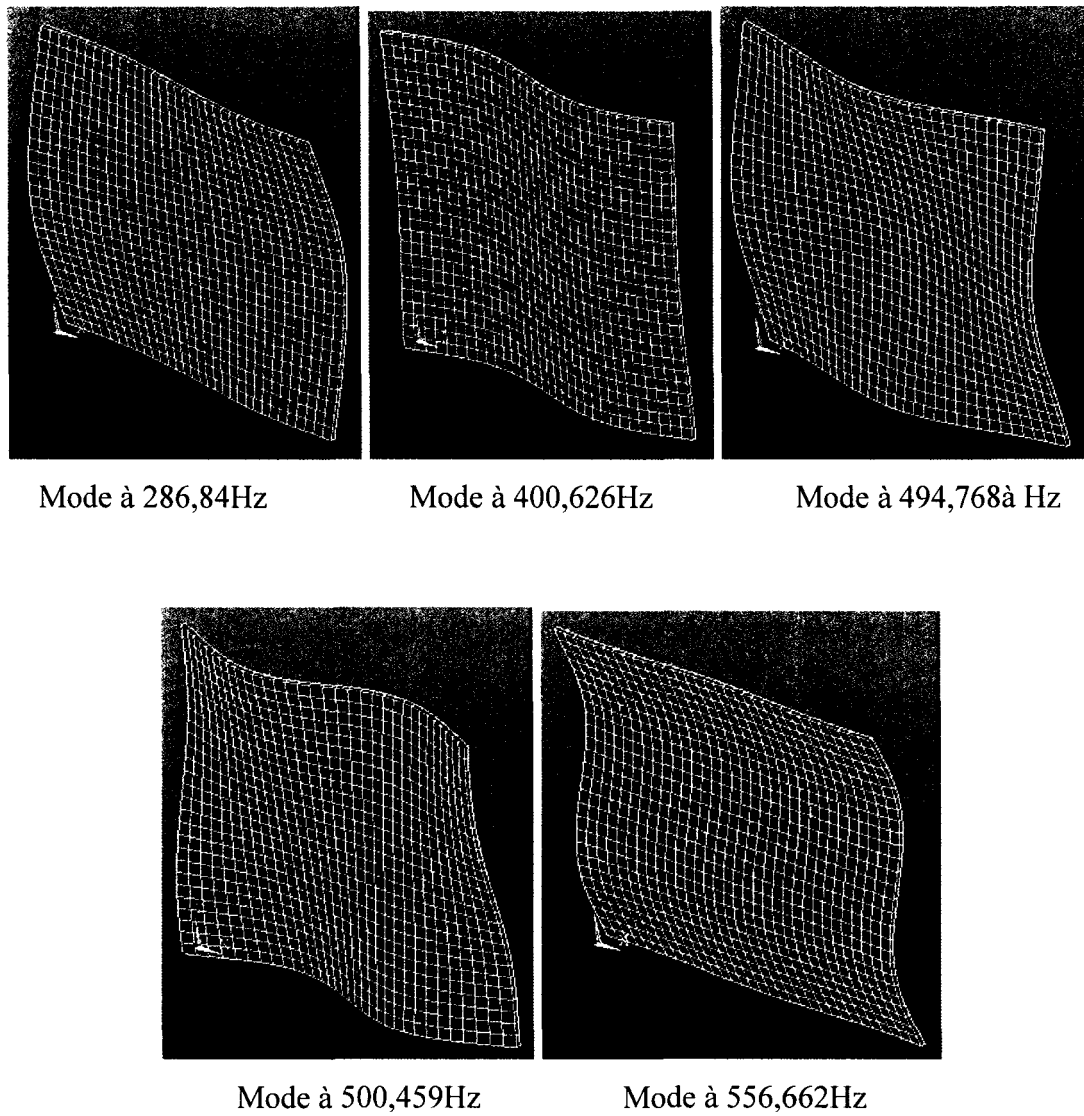 Mode à 286,84Hz
Mode à 400,626Hz
Mode à 494,768à Hz
Mode à 500,459Hz
Mode à 556,662Hz